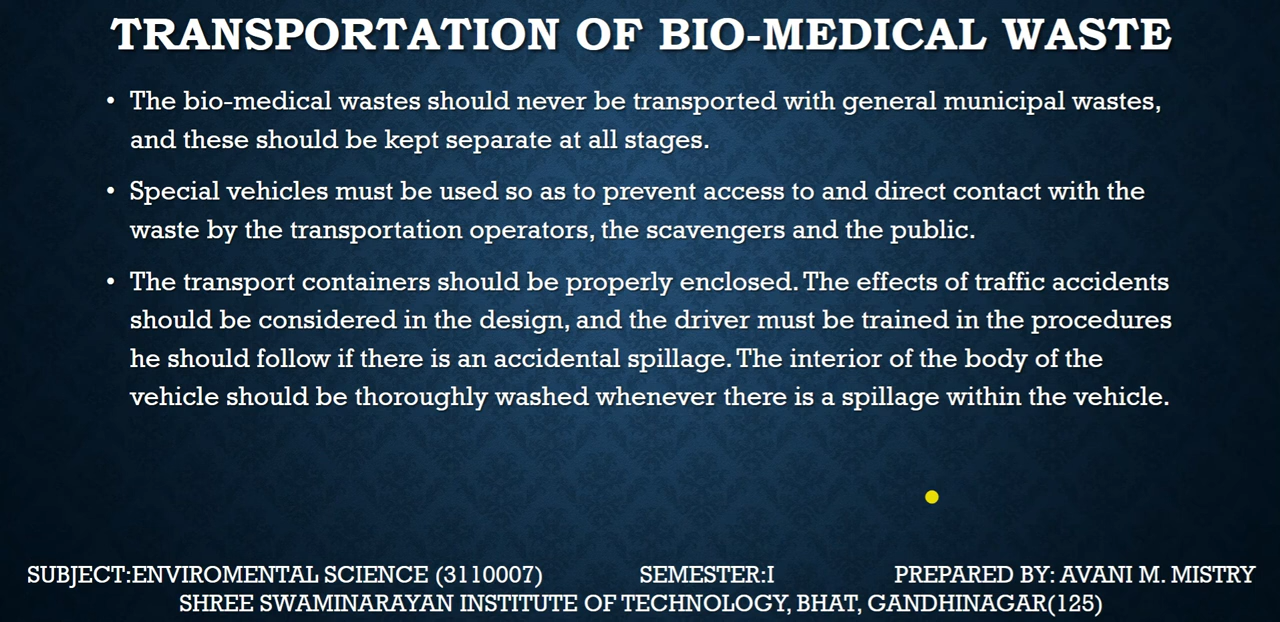 TRANSPORTATION OF BIO-MEDICAL WASTE
• The bio-medical wastes should never be transported with general municipal wastes,
and these should be kept separate at all stages.
• Special vehicles must be used so as to prevent access to and direct contact with the
waste by the transportation operators, the scavengers and the public.
• The transport containers should be properly enclosed. The effects of traffic accidents
should be considered in the design, and the driver must be trained in the procedures
he should follow if there is an accidental spillage. The interior of the body of the
vehicle should be thoroughly washed whenever there is a spillage within the vehicle.
SUBJECT:ENVIROMENTAL SCIENCE (3110007) SEMESTER:I PREPARED BY: AVANI M. MISTRY
SHREE SWAMINARAYAN INSTITUTE OF TECHNOLOGY, BHAT, GANDHINAGAR(125)